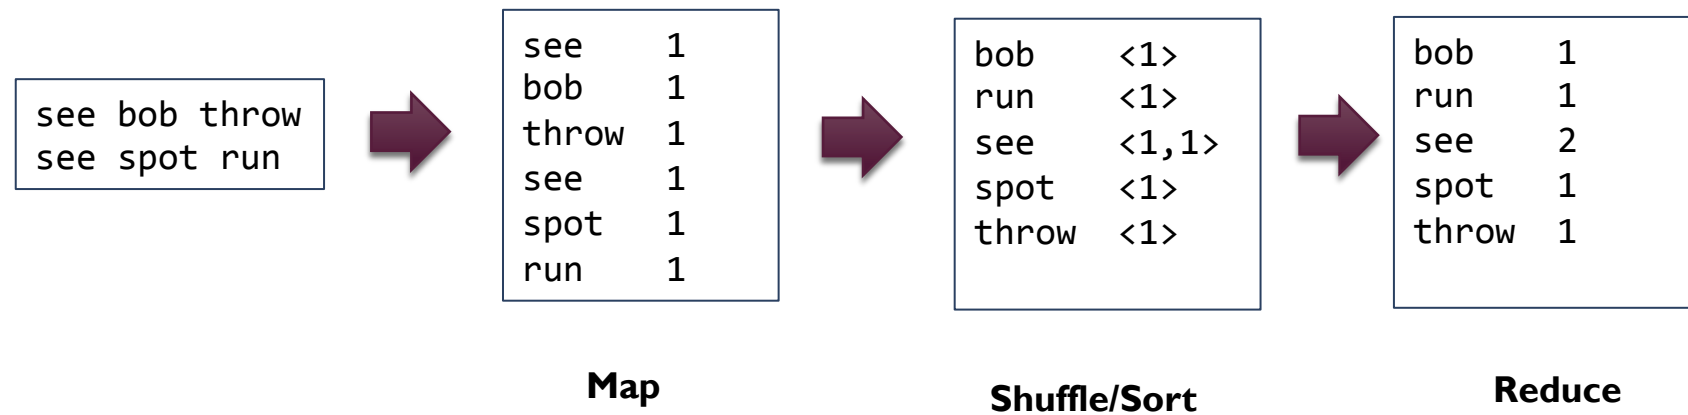 see bob throw
see spot run
see 1
bob 1
throw 1
see 1
spot 1
run 1
Map
bob <1>
run <1>
see <1,1>
spot <1>
throw <1>
Shuffle/Sort
bob 1
run 1
see 2
spot 1
throw 1
Reduce